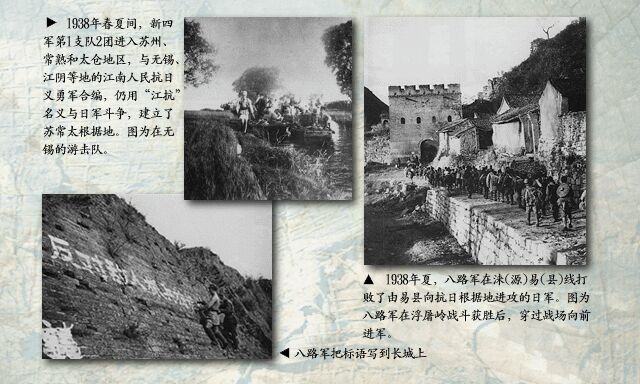 ▶ 1938年春夏间，新四
军第1支队2团进入苏州、
常熟和太仓地区，与无锡、
江阴等地的江南人民抗日
义勇军合编，仍用“江抗”
名义与日军斗争，建立了
苏常太根据地。图为在无
锡的游击队。
▲ 1938年夏，八路军在涞(源)易(县)线打
败了由易县向抗日根据地进攻的日军。图为
八路军在浮屠岭战斗获胜后，穿过战场向前
进军。
◀ 八路军把标语写到长城上